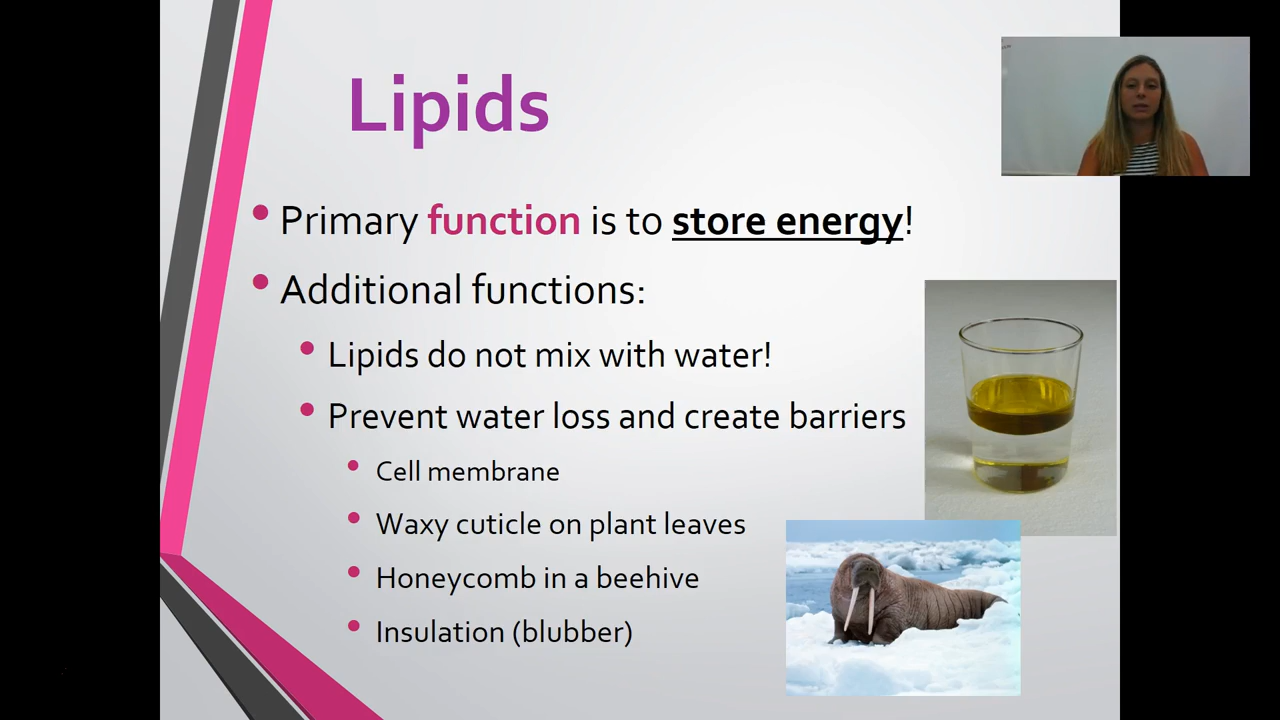 Lipids
Primary function is to store energy!
Additional functions:
Lipids do not mix with water!
Prevent water loss and create barriers
Cell membrane
Waxy cuticle on plant leaves
Honeycomb in a beehive
Insulation (blubber)